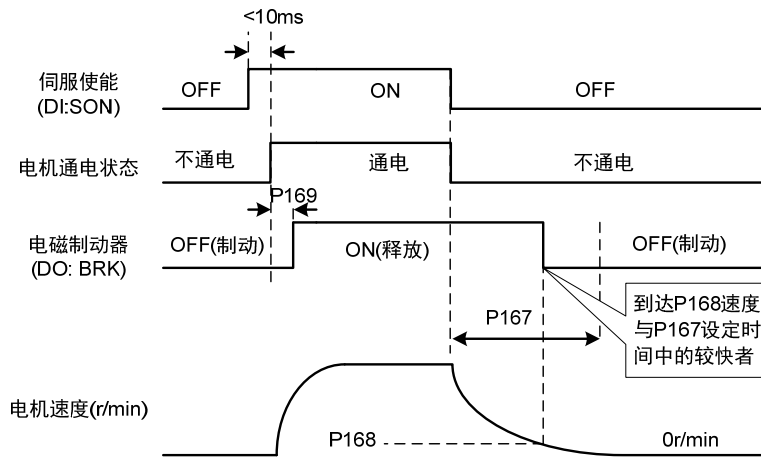 <10ms
伺服使能
(DI:SON)
OFF
ON
OFF
电机通电状态
不通电
通电
不通电
P169
电磁制动器
(DO: BRK)
OFF(制动)
ON(释放)
OFF(制动)
P167
到达P168速度
与P167设定时
间中的较快者
电机速度(r/min)
P168
0r/min